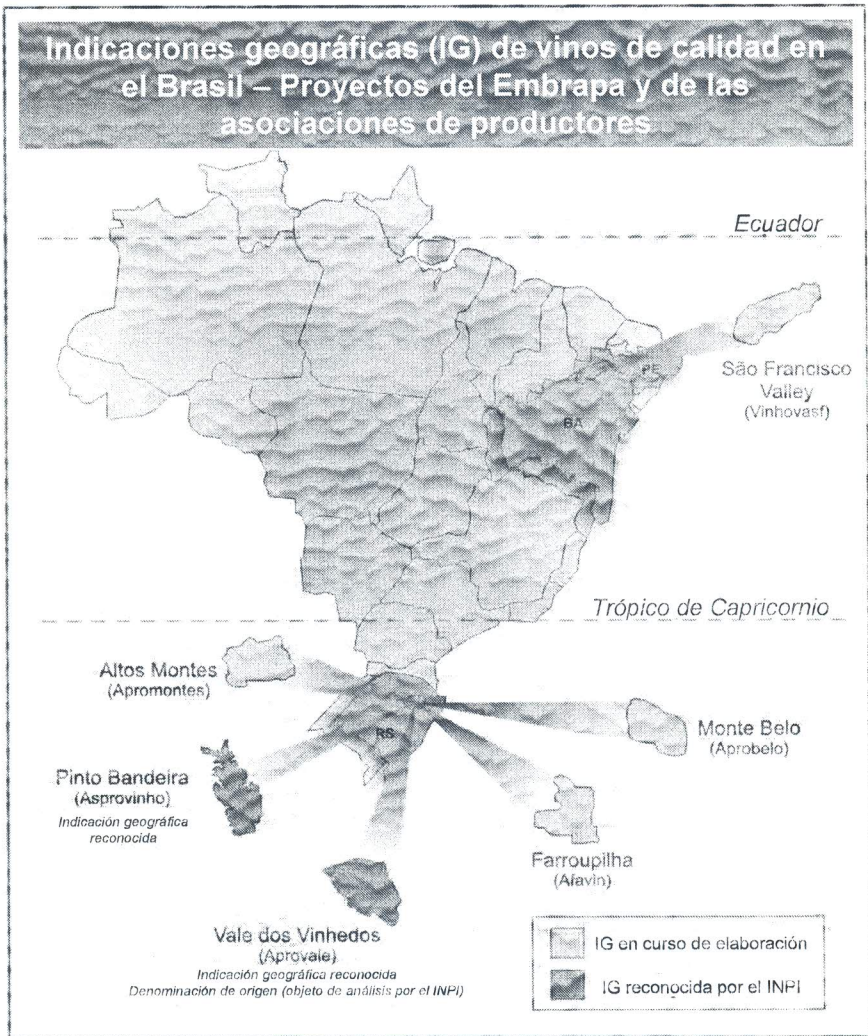 Indicaciones geográficas (IG) de vinos de calidad en
el Brasil – Proyectos del Embrapa y de las
asociaciones de productores
Ecuador
São Francisco
Valley
(Vinhovasf)
PE
BA
Trópico de Capricornio
Altos Montes
(Apromontes)
RS
Monte Belo
(Aprobelo)
Pinto Bandeira
(Asprovinho)
Indicación geográfica
reconocida
Farroupilha
(Afavin)
Vale dos Vinhedos
(Aprovale)
Indicación geográfica reconocida
Denominación de origen (objeto de análisis por el INPI)
IG en curso de elaboración
IG reconocida por el INPI